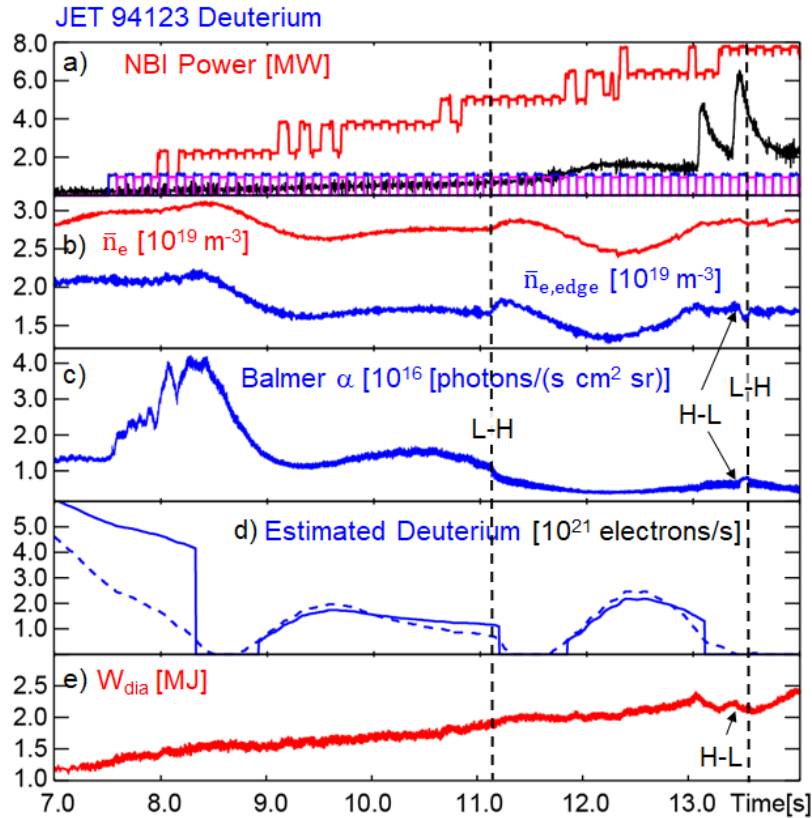 JET 94123 Deuterium
8.0
a)
NBI Power [MW]
6.0
4.0
2.0
3.0
b) n̅e [10¹⁹ m⁻³]
2.5
2.0
n̅e,edge [10¹⁹ m⁻³]
1.5
4.0
c) Balmer α [10¹⁶ [photons/(s cm² sr)]
3.0
L-H
L-H
H-L
2.0
1.0
5.0
d) Estimated Deuterium [10²¹ electrons/s]
4.0
3.0
2.0
1.0
e) Wdia [MJ]
2.5
2.0
1.5
H-L
1.0
7.0 8.0 9.0 10.0 11.0 12.0 13.0 Time[s]